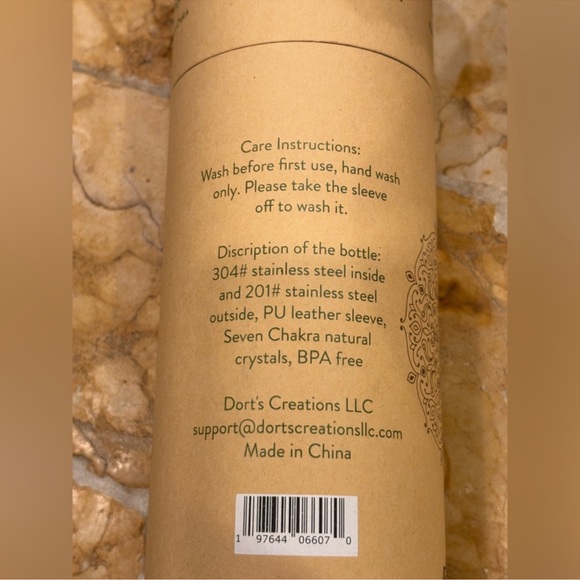 Care Instructions:
Wash before first use, hand wash
only. Please take the sleeve
off to wash it.
Discription of the bottle:
304# stainless steel inside
and 201# stainless steel
outside, PU leather sleeve,
Seven Chakra natural
crystals, BPA free
Dort's Creations LLC
support@dortscreationsllc.com
Made in China
1 97644 06607 0